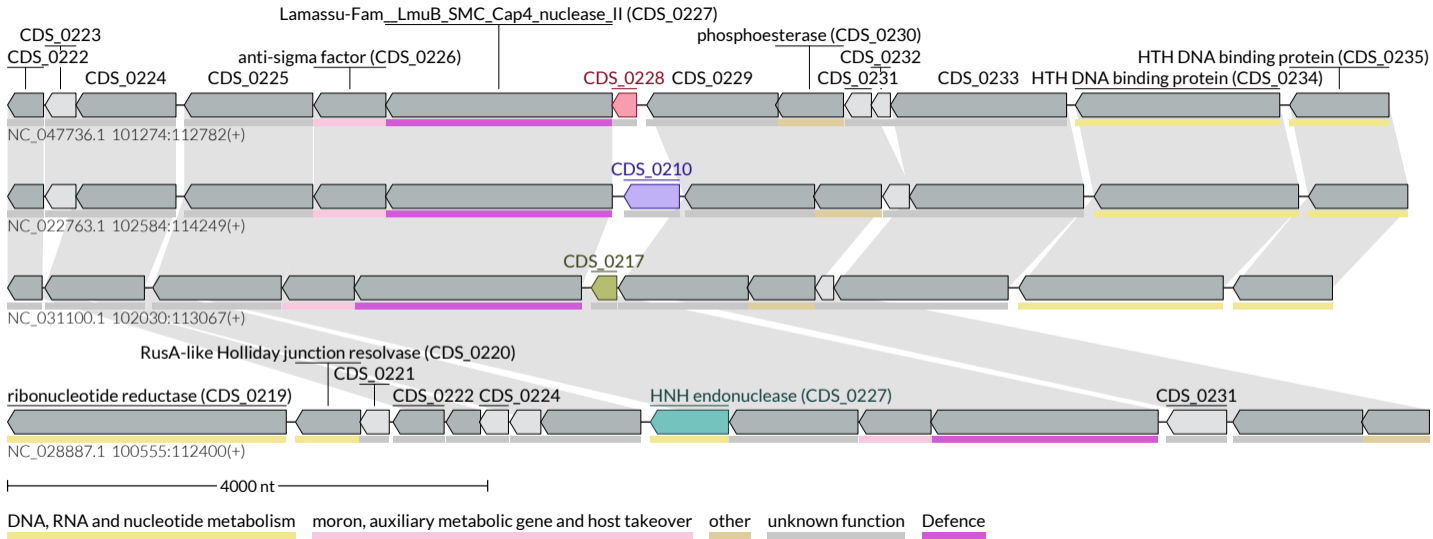 Lamassu-Fam__LmuB_SMC_Cap4_nuclease_II (CDS_0227)
CDS_0223 phosphoesterase (CDS_0230)
CDS_0222 anti-sigma factor (CDS_0226) CDS_0232 HTH DNA binding protein (CDS_0235)
CDS_0224 CDS_0225 CDS_0228 CDS_0229 CDS_0231 CDS_0233 HTH DNA binding protein (CDS_0234)
NC_047736.1 101274:112782(+)
CDS_0210
NC_022763.1 102584:114249(+)
CDS_0217
NC_031100.1 102030:113067(+)
RusA-like Holliday junction resolvase (CDS_0220)
CDS_0221
ribonucleotide reductase (CDS_0219) CDS_0222 CDS_0224 HNH endonuclease (CDS_0227) CDS_0231
NC_028887.1 100555:112400(+)
4000 nt
DNA, RNA and nucleotide metabolism moron, auxiliary metabolic gene and host takeover other unknown function Defence